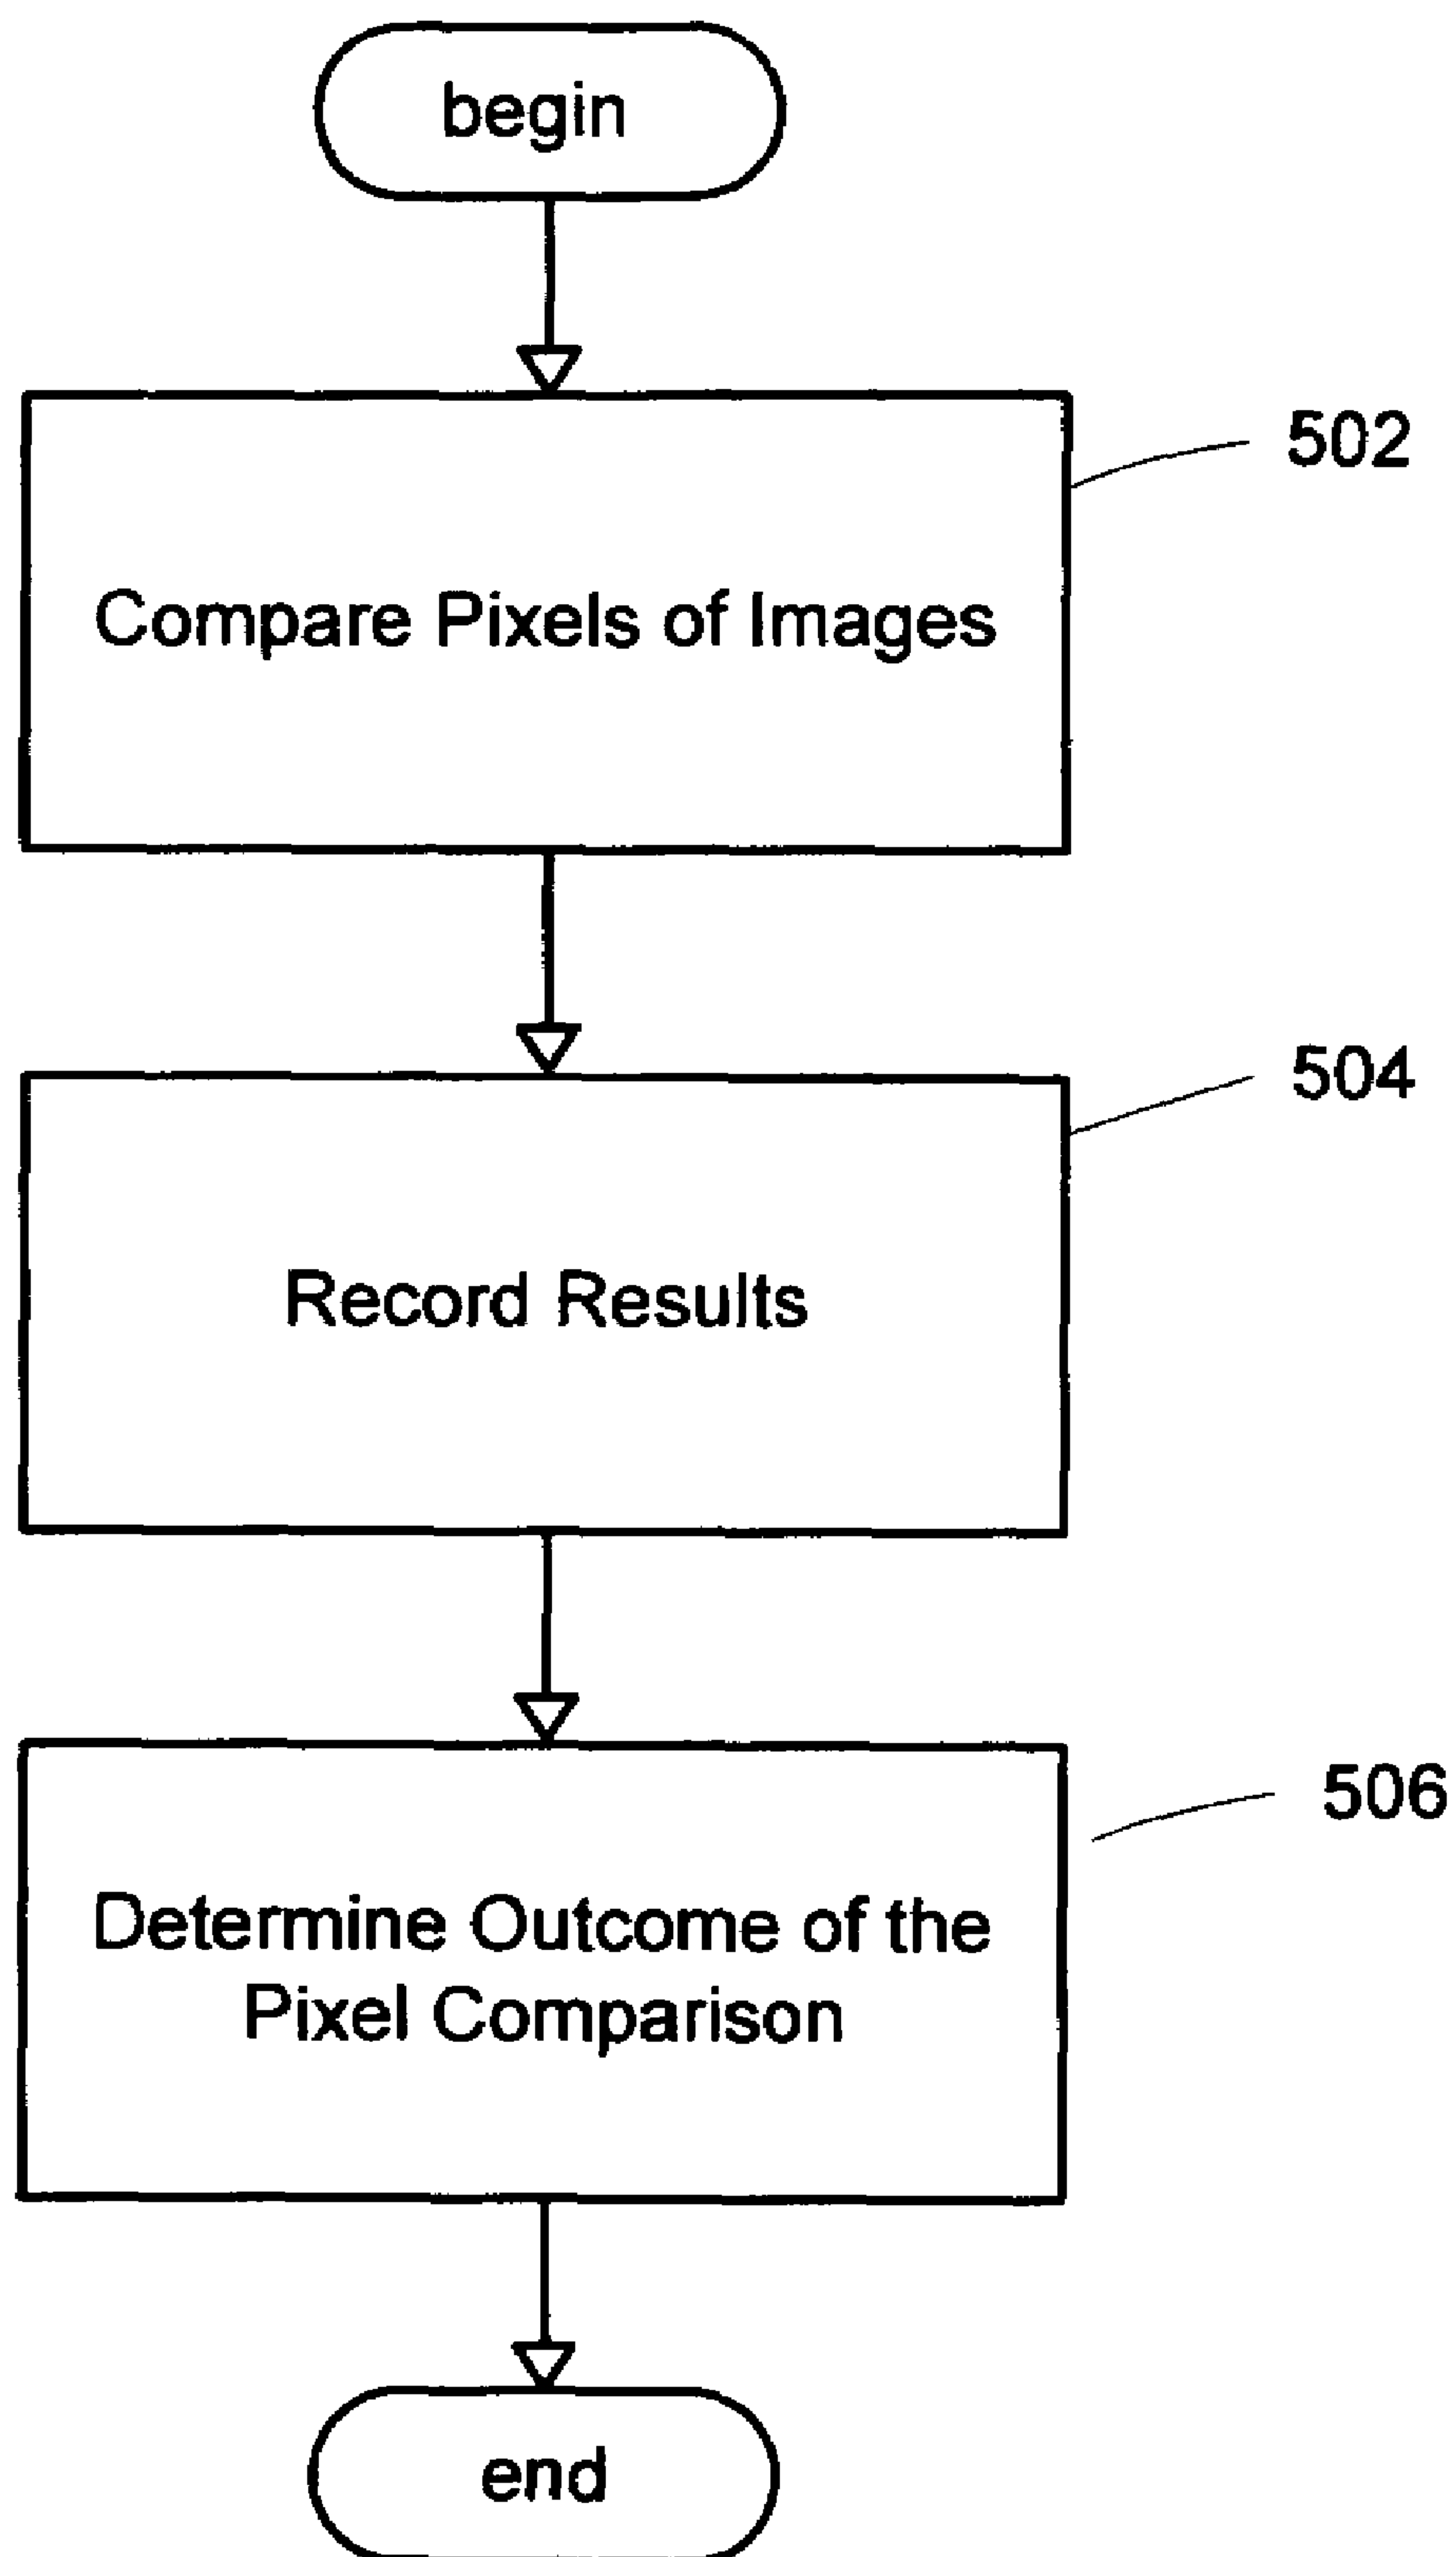 begin
502
Compare Pixels of Images
504
Record Results
506
Determine Outcome of the
Pixel Comparison
end